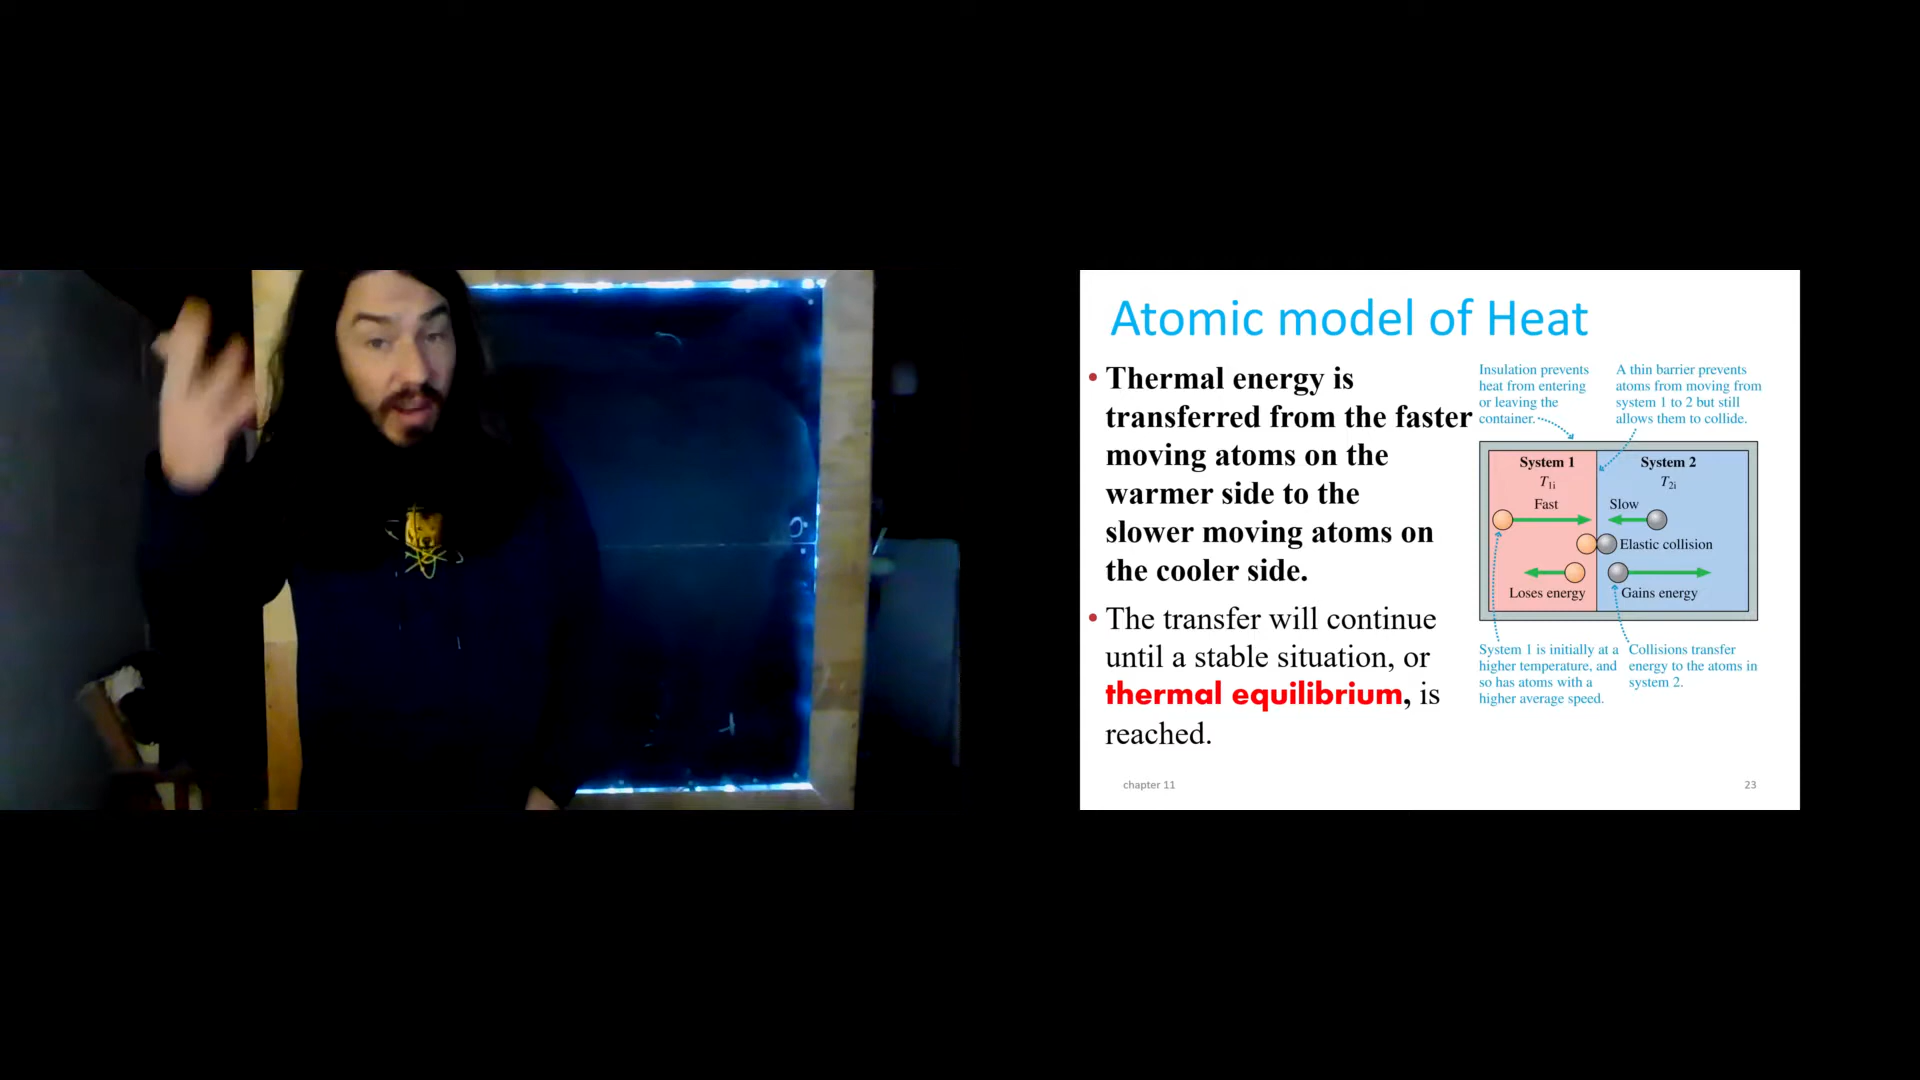 Atomic model of Heat
• Thermal energy is
transferred from the faster
moving atoms on the
warmer side to the
slower moving atoms on
the cooler side.
• The transfer will continue
until a stable situation, or
thermal equilibrium, is
reached.
Insulation prevents
heat from entering
or leaving the
container.
A thin barrier prevents
atoms from moving from
system 1 to 2 but still
allows them to collide.
System 1
T1i
Fast
Loses energy
System 2
T2i
Slow
Elastic collision
Gains energy
System 1 is initially at a
higher temperature, and
so has atoms with a
higher average speed.
Collisions transfer
energy to the atoms in
system 2.
chapter 11
23